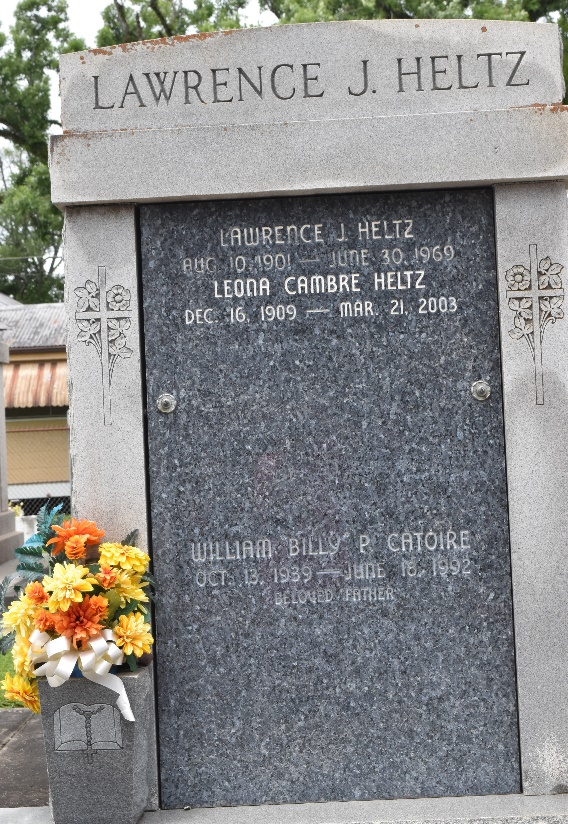 LAWRENCE J. HELTZ
LAWRENCE J. HELTZ
AUG. 10, 1901 — JUNE 30, 1969
LEONA CAMBRE HELTZ
DEC. 16, 1909 — MAR. 21, 2003
WILLIAM "BILLY" P. CATOIRE
OCT. 13, 1939 — JUNE 18, 1992
BELOVED FATHER